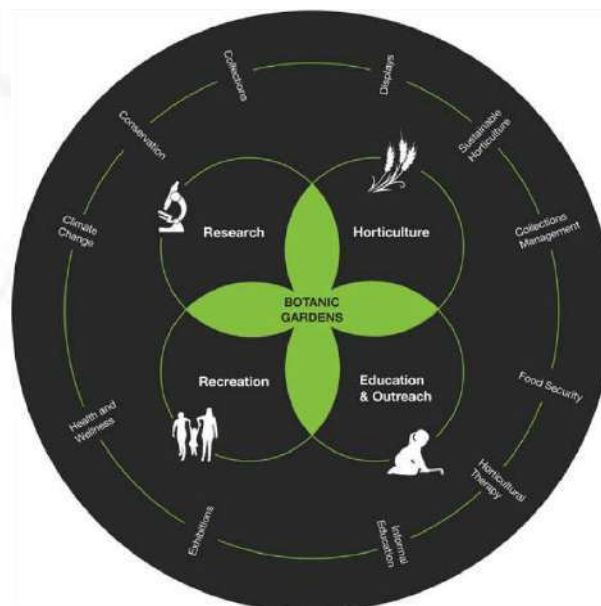 Collections
Displays
Conservation
Sustainable
Horticulture
Climate
Change
Collections
Management
Research
Horticulture
BOTANIC
GARDENS
Recreation
Education
& Outreach
Health and
Wellness
Food Security
Horticultural
Therapy
Exhibitions
Informal
Education